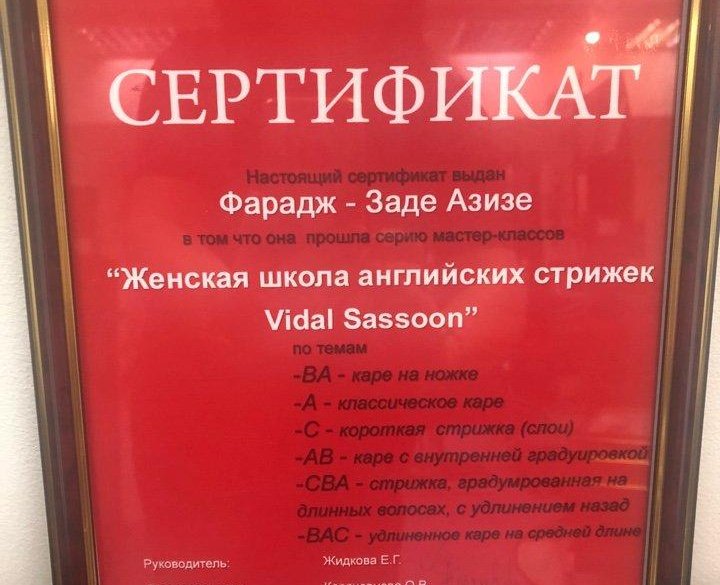 СЕРТИФИКАТ
Настоящий сертификат выдан
Фарадж - Заде Азизе
в том что она прошла серию мастер-классов
“Женская школа английских стрижек
Vidal Sassoon”
по темам
-ВА - каре на ножке
-А - классическое каре
-С - короткая стрижка (слои)
-АВ - каре с внутренней градуировкой
-СВА - стрижка, градумрованная на
длинных волосах, с удлинением назад
-ВАС - удлиненное каре на средней длине
Руководитель: Жидкова Е.Г.